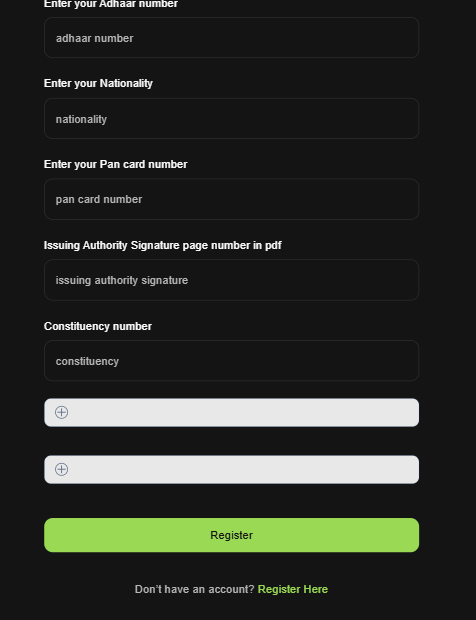 Enter your Adhaar number
adhaar number
Enter your Nationality
nationality
Enter your Pan card number
pan card number
Issuing Authority Signature page number in pdf
issuing authority signature
Constituency number
constituency
Register
Don't have an account? Register Here